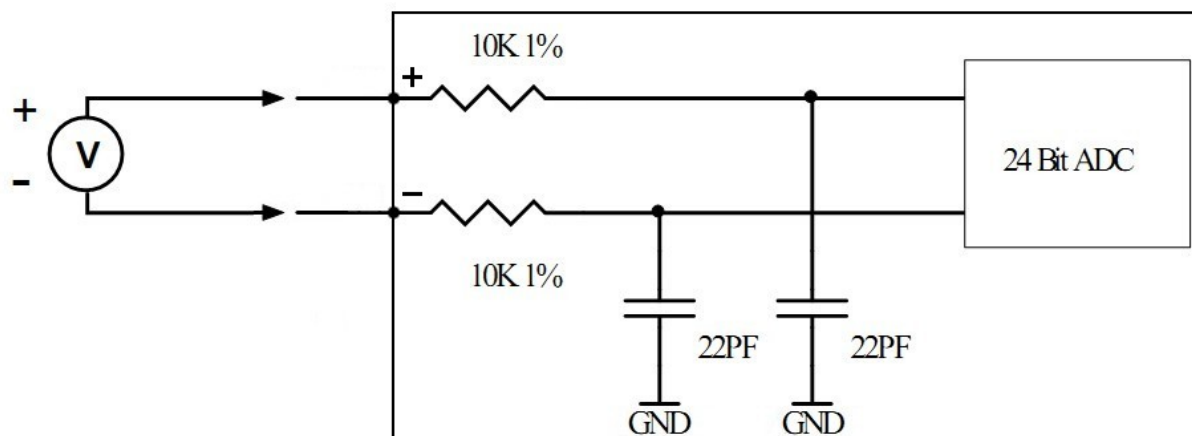 10K 1%
+
+
V
-
24 Bit ADC
−
10K 1%
22PF
22PF
GND
GND